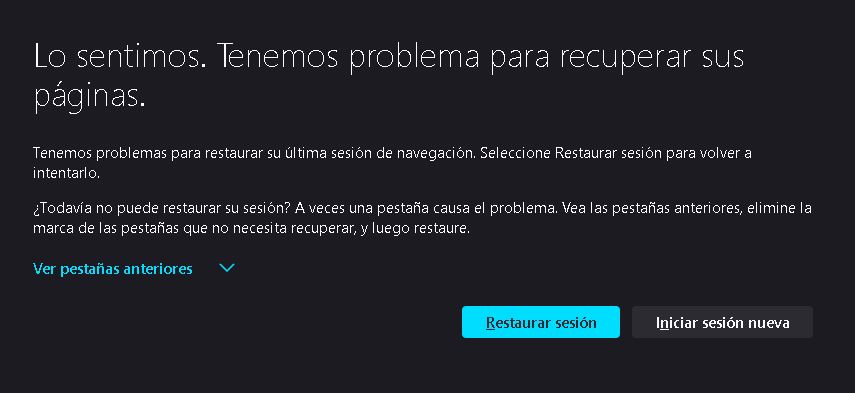 Lo sentimos. Tenemos problema para recuperar sus
páginas.
Tenemos problemas para restaurar su última sesión de navegación. Seleccione Restaurar sesión para volver a
intentarlo.
¿Todavía no puede restaurar su sesión? A veces una pestaña causa el problema. Vea las pestañas anteriores, elimine la
marca de las pestañas que no necesita recuperar, y luego restaure.
Ver pestañas anteriores
Restaurar sesión
Iniciar sesión nueva